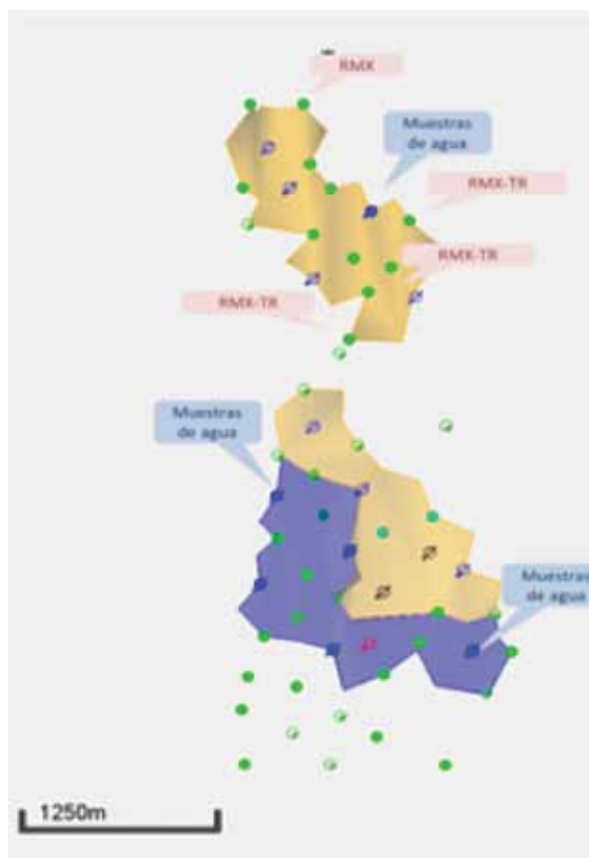 RMX
Muestras
de agua
RMX-TR
RMX-TR
RMX-TR
Muestras
de agua
Muestras
de agua
1250m